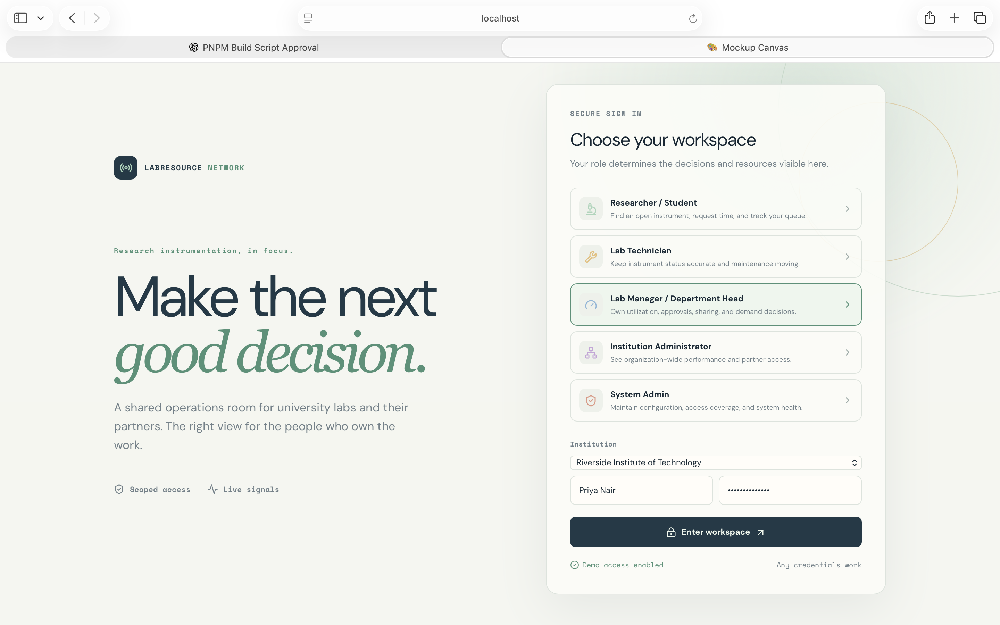 localhost
PNPM Build Script Approval
Mockup Canvas
LABRESOURCE NETWORK
Research instrumentation, in focus.
Make the next
good decision.
A shared operations room for university labs and their
partners. The right view for the people who own the
work.
Scoped access
Live signals
SECURE SIGN IN
Choose your workspace
Your role determines the decisions and resources visible here.
Researcher / Student
Find an open instrument, request time, and track your queue.
Lab Technician
Keep instrument status accurate and maintenance moving.
Lab Manager / Department Head
Own utilization, approvals, sharing, and demand decisions.
Institution Administrator
See organization-wide performance and partner access.
System Admin
Maintain configuration, access coverage, and system health.
Institution
Riverside Institute of Technology
Priya Nair
••••••••••••••
Enter workspace
Demo access enabled
Any credentials work